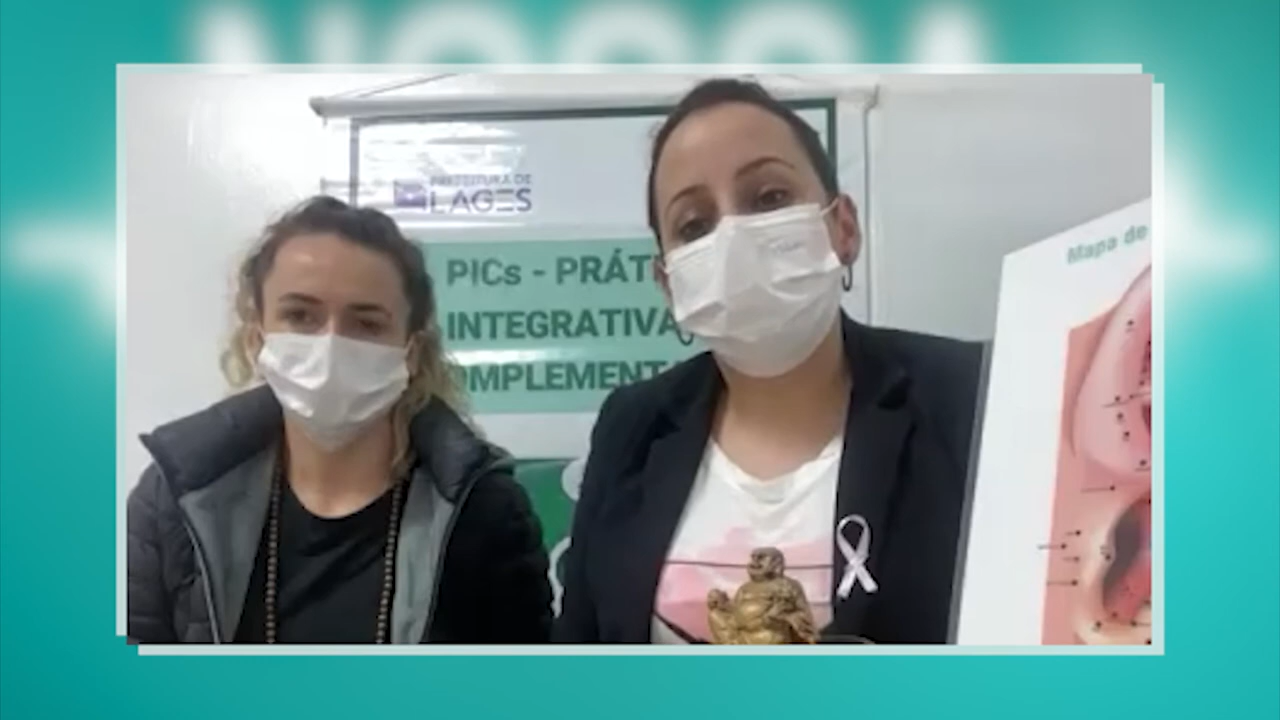 PREFEITURA DE
LAGES
PICs - PRÁT
INTEGRATIVA
OMPLEMENT
Mapa de